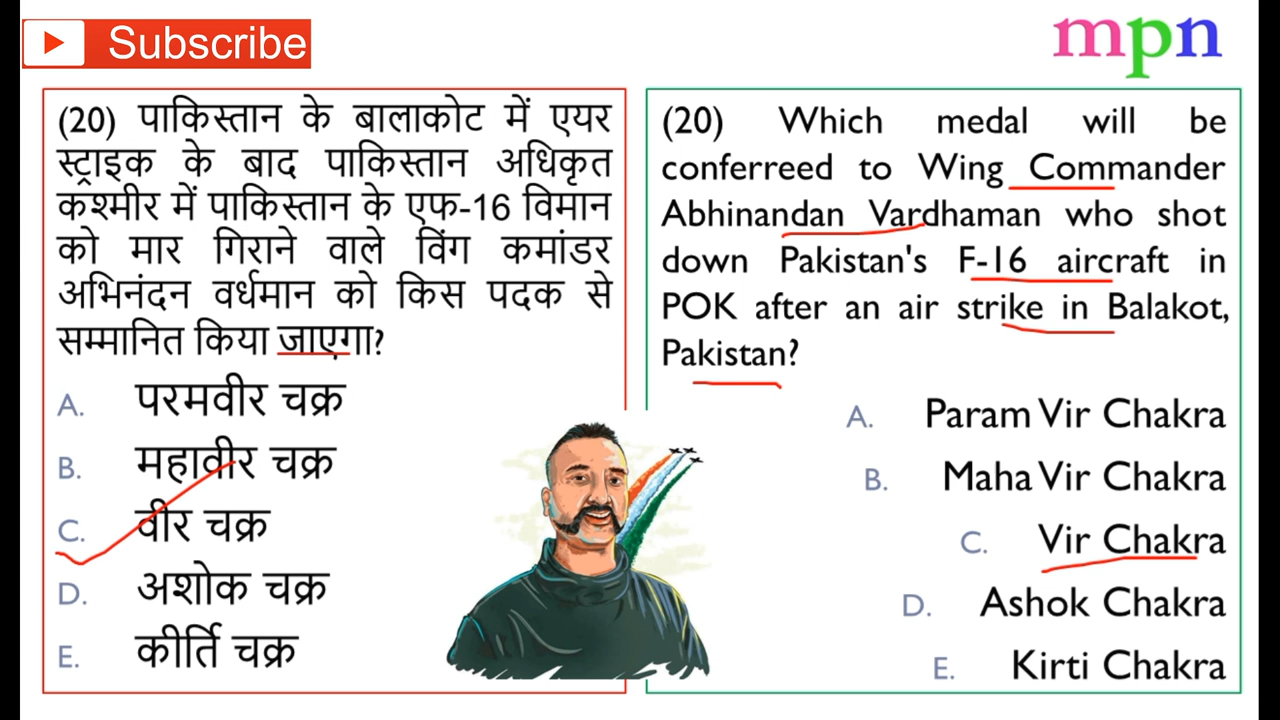 Subscribe
mpn
(20) पाकिस्तान के बालाकोट में एयर
स्ट्राइक के बाद पाकिस्तान अधिकृत
कश्मीर में पाकिस्तान के एफ-16 विमान
को मार गिराने वाले विंग कमांडर
अभिनंदन वर्धमान को किस पदक से
सम्मानित किया जाएगा?
A. परमवीर चक्र
B. महावीर चक्र
C. वीर चक्र
D. अशोक चक्र
E. कीर्ति चक्र
(20) Which medal will be
conferreed to Wing Commander
Abhinandan Vardhaman who shot
down Pakistan's F-16 aircraft in
POK after an air strike in Balakot,
Pakistan?
A. Param Vir Chakra
B. Maha Vir Chakra
C. Vir Chakra
D. Ashok Chakra
E. Kirti Chakra